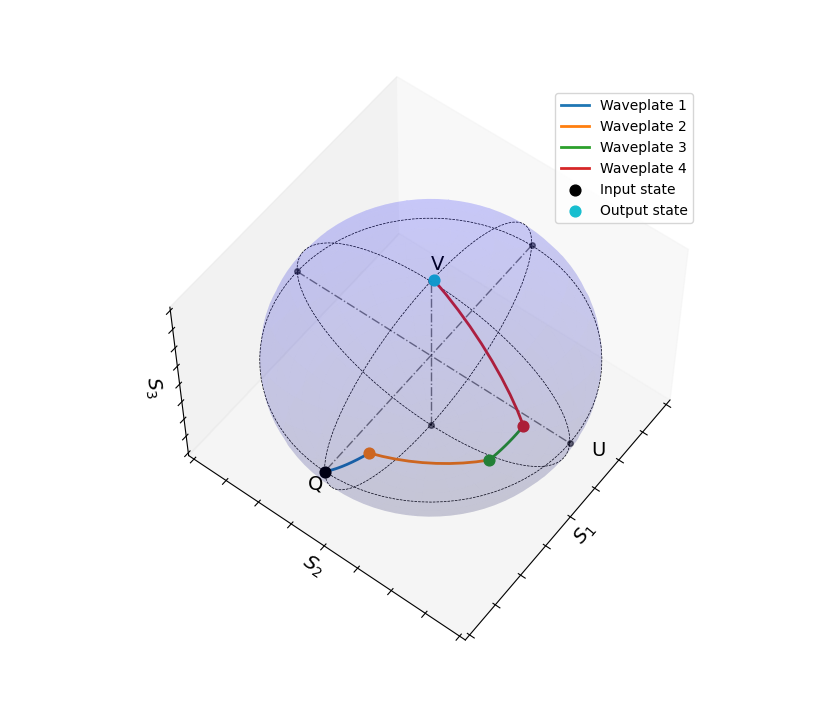 Waveplate 1
Waveplate 2
Waveplate 3
Waveplate 4
Input state
Output state
V
U
Q
S₃
S₁
S₂